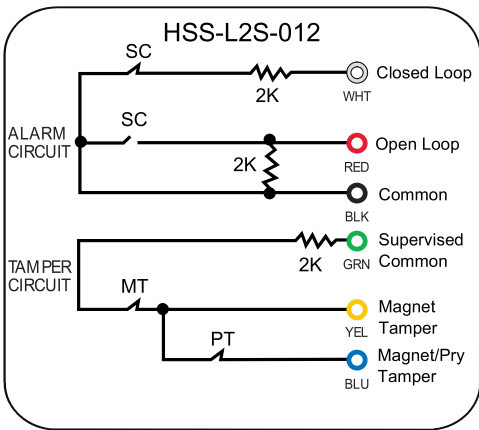 HSS-L2S-012
SC
2K
Closed Loop
WHT
ALARM
CIRCUIT
SC
2K
Open Loop
RED
Common
BLK
TAMPER
CIRCUIT
2K
Supervised
Common
GRN
MT
Magnet
Tamper
YEL
PT
Magnet/Pry
Tamper
BLU